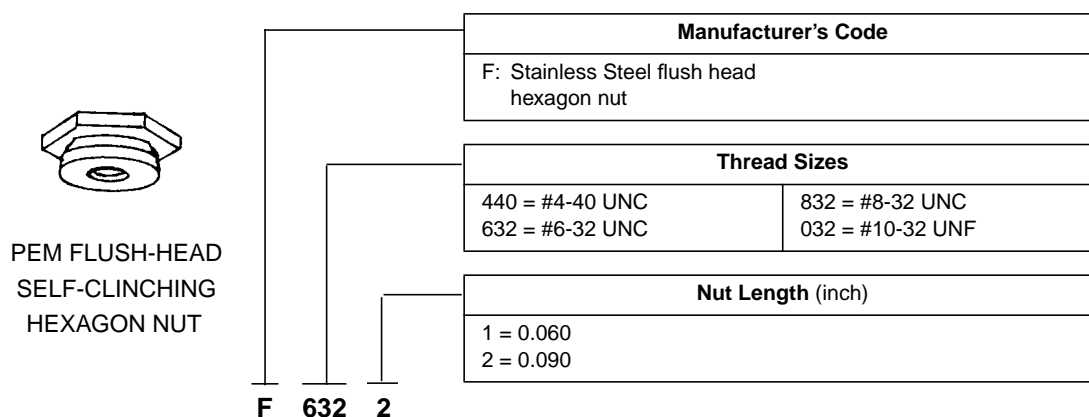 Manufacturer's Code
F: Stainless Steel flush head
hexagon nut
Thread Sizes
440 = #4-40 UNC
632 = #6-32 UNC
832 = #8-32 UNC
032 = #10-32 UNF
PEM FLUSH-HEAD
SELF-CLINCHING
HEXAGON NUT
Nut Length (inch)
1 = 0.060
2 = 0.090
F 632 2